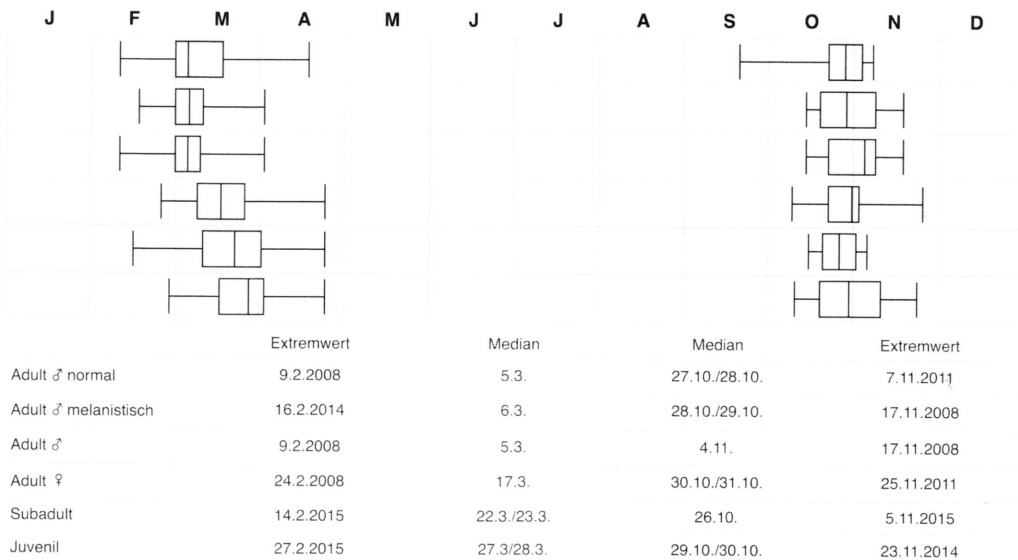 J F M A M J J A S O N D
Extremwert Median Median Extremwert
Adult ♂ normal 9.2.2008 5.3. 27.10./28.10. 7.11.2011
Adult ♂ melanistisch 16.2.2014 6.3. 28.10./29.10. 17.11.2008
Adult ♂ 9.2.2008 5.3. 4.11. 17.11.2008
Adult ♀ 24.2.2008 17.3. 30.10./31.10. 25.11.2011
Subadult 14.2.2015 22.3./23.3. 26.10. 5.11.2015
Juvenil 27.2.2015 27.3/28.3. 29.10./30.10. 23.11.2014